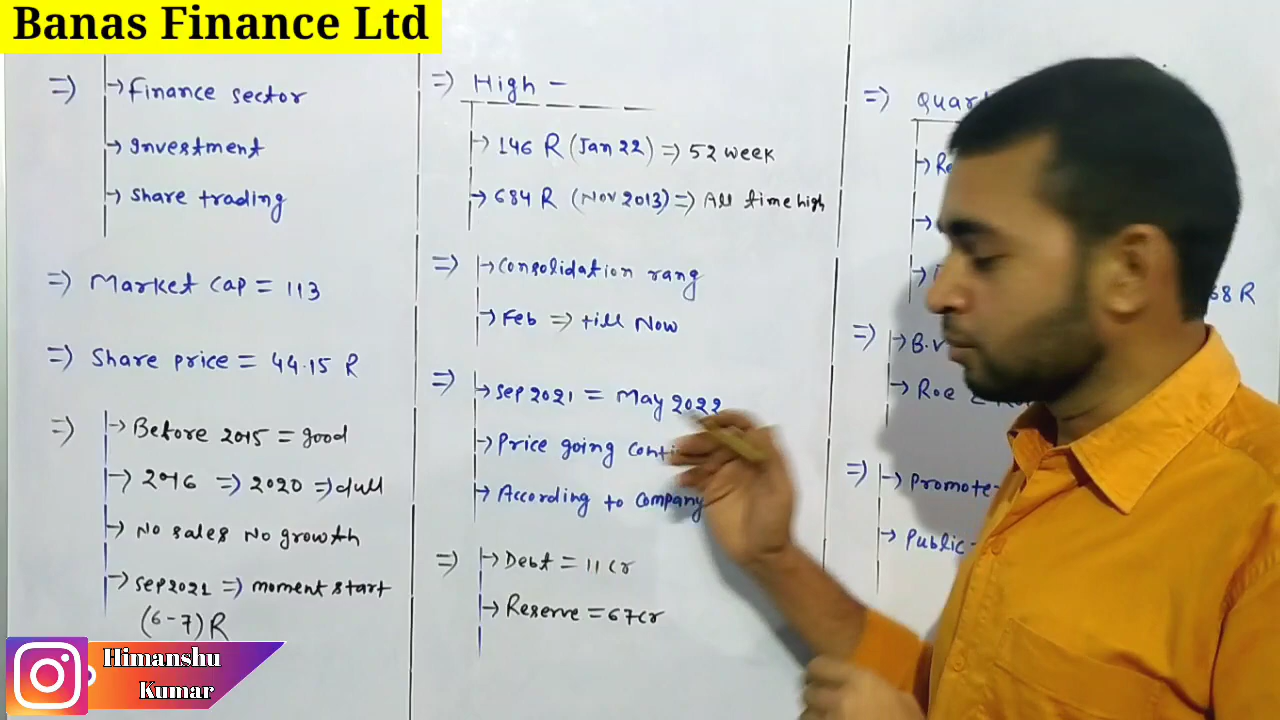 Banas Finance Ltd
=> → Finance sector
→ Investment
→ Share trading
=> Market cap = 113
=> Share price = 44.15 R
=> → Before 2015 = good
→ 2016 => 2020 => dull
→ No sales No growth
→ Sep 2021 => moment start
(6-7) R
=> High -
→ 146 R (Jan 22) => 52 week
→ 684 R (Nov 2013) => All time high
=> → Consolidation rang
→ Feb => till Now
=> → Sep 2021 = May 2022
→ Price going
→ According to company
=> → Debt = 11 cr
→ Reserve = 67 cr
=>
68 R
=> → B.V
→ Roe
=> → Promote-
→ Public -
Himanshu
Kumar